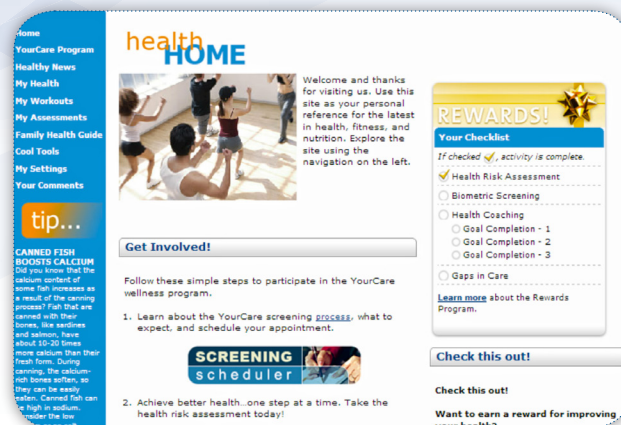 Home
YourCare Program
Healthy News
My Health
My Workouts
My Assessments
Family Health Guide
Cool Tools
My Settings
Your Comments
tip...
CANNED FISH
BOOSTS CALCIUM
Did you know that the
calcium content of
some fish increases as
a result of the canning
process? Fish that are
canned with their
bones, like sardines
and salmon, have
about 10-20 times
more calcium than their
fresh form. During
canning, the calcium-
rich bones soften, so
they can be easily
eaten. Canned fish can
be high in sodium.
Consider the low
health
HOME
Welcome and thanks
for visiting us. Use this
site as your personal
reference for the latest
in health, fitness, and
nutrition. Explore the
site using the
navigation on the left.
Get Involved!
Follow these simple steps to participate in the YourCare
wellness program.
1. Learn about the YourCare screening process, what to
expect, and schedule your appointment.
SCREENING
scheduler
2. Achieve better health...one step at a time. Take the
health risk assessment today!
REWARDS!
Your Checklist
If checked ✓, activity is complete.
Health Risk Assessment
Biometric Screening
Health Coaching
Goal Completion - 1
Goal Completion - 2
Goal Completion - 3
Gaps in Care
Learn more about the Rewards
Program.
Check this out!
Check this out!
Want to earn a reward for improving
your health?